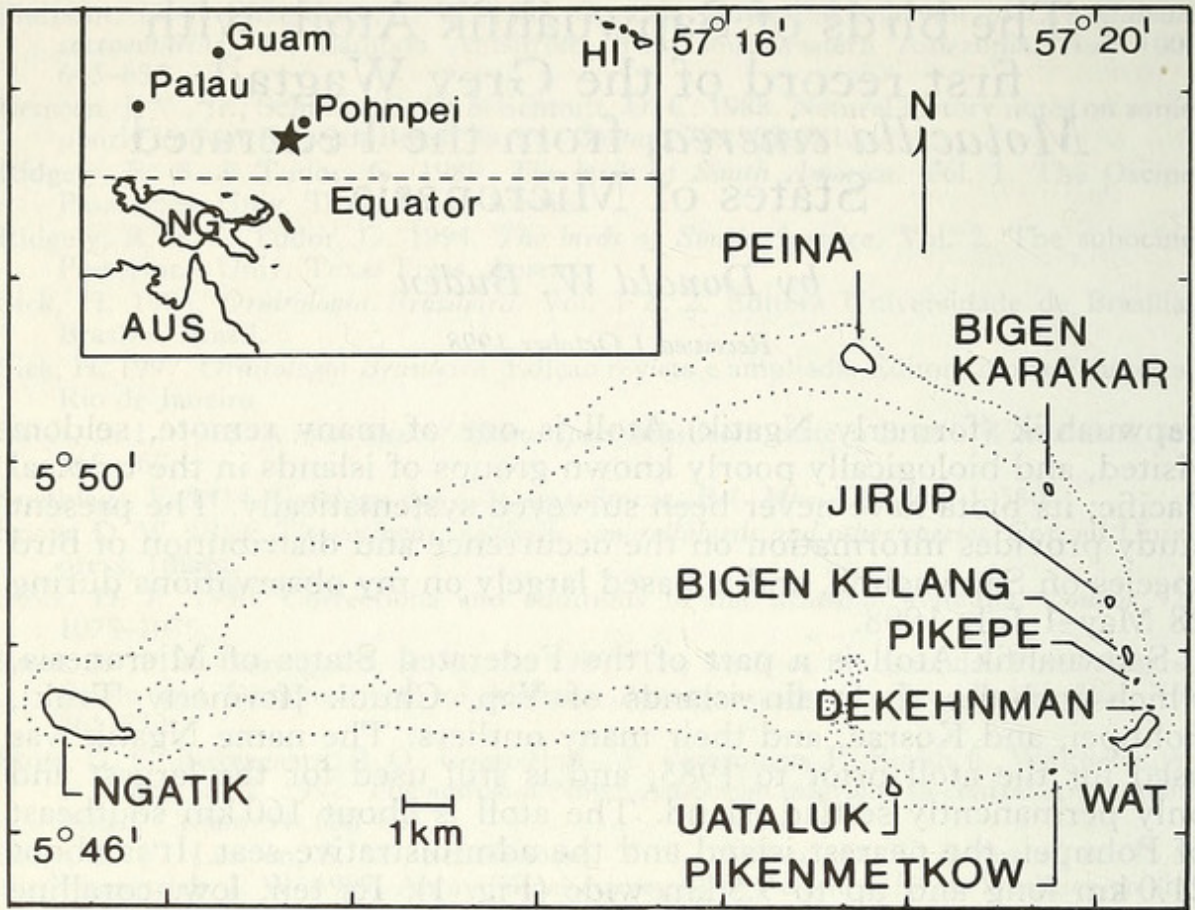 Guam
Palau
Pohnpei
HI
Equator
NG
AUS
57°16'
57°20'
N
PEINA
BIGEN
KARAKAR
5°50'
JIRUP
BIGEN KELANG
PIKEPE
DEKEHNMAN
NGATIK
1km
UATALUK
WAT
5°46'
PIKENMETKOW